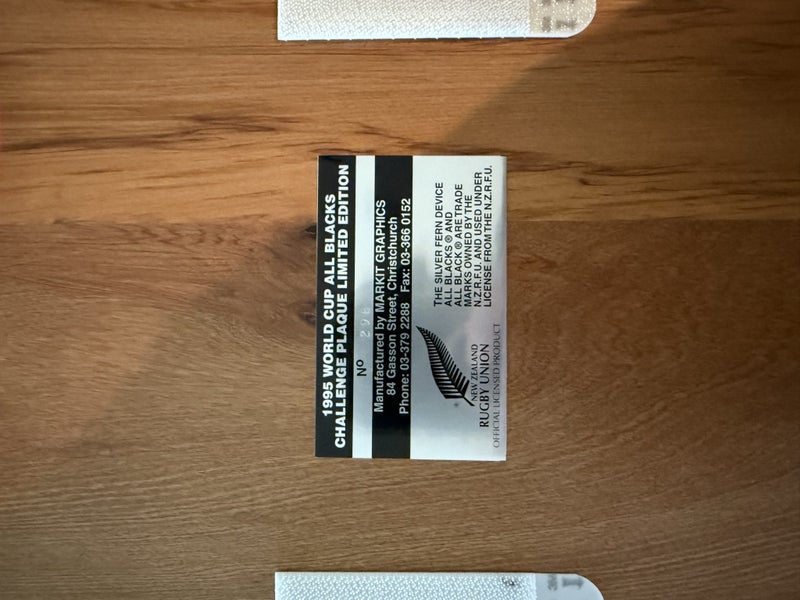 1995 WORLD CUP ALL BLACKS
CHALLENGE PLAQUE LIMITED EDITION
Nº
Manufactured by MARKIT GRAPHICS
84 Gasson Street, Christchurch
Phone: 03-379 2288 Fax: 03-366 0152
NEW ZEALAND
RUGBY UNION
OFFICIAL LICENSED PRODUCT
THE SILVER FERN DEVICE
ALL BLACKS ® AND
ALL BLACK ® ARE TRADE
MARKS OWNED BY THE
N.Z.R.F.U. AND USED UNDER
LICENSE FROM THE N.Z.R.F.U.